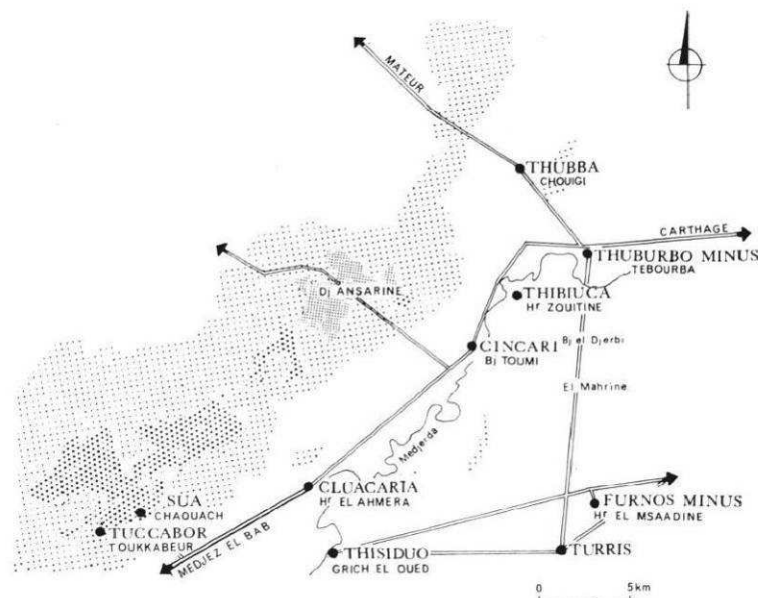 MATEUR
THUBBA
CHOUIGI
CARTHAGE
THUBURBO MINUS
TEBOURBA
Dj ANSARINE
THIBIUCA
Hr ZOUITINE
Bj el Djerbi
CINCARI
Bj TOUMI
El Mahrine
Medjerda
CLUACARIA
Hr EL AHMERA
SUA
CHAOUACH
FURNOS MINUS
Hr EL MSAADINE
TUCCABOR
TOUKKABEUR
MEDJEZ EL BAB
THISIDUO
GRICH EL OUED
TURRIS
0 5km